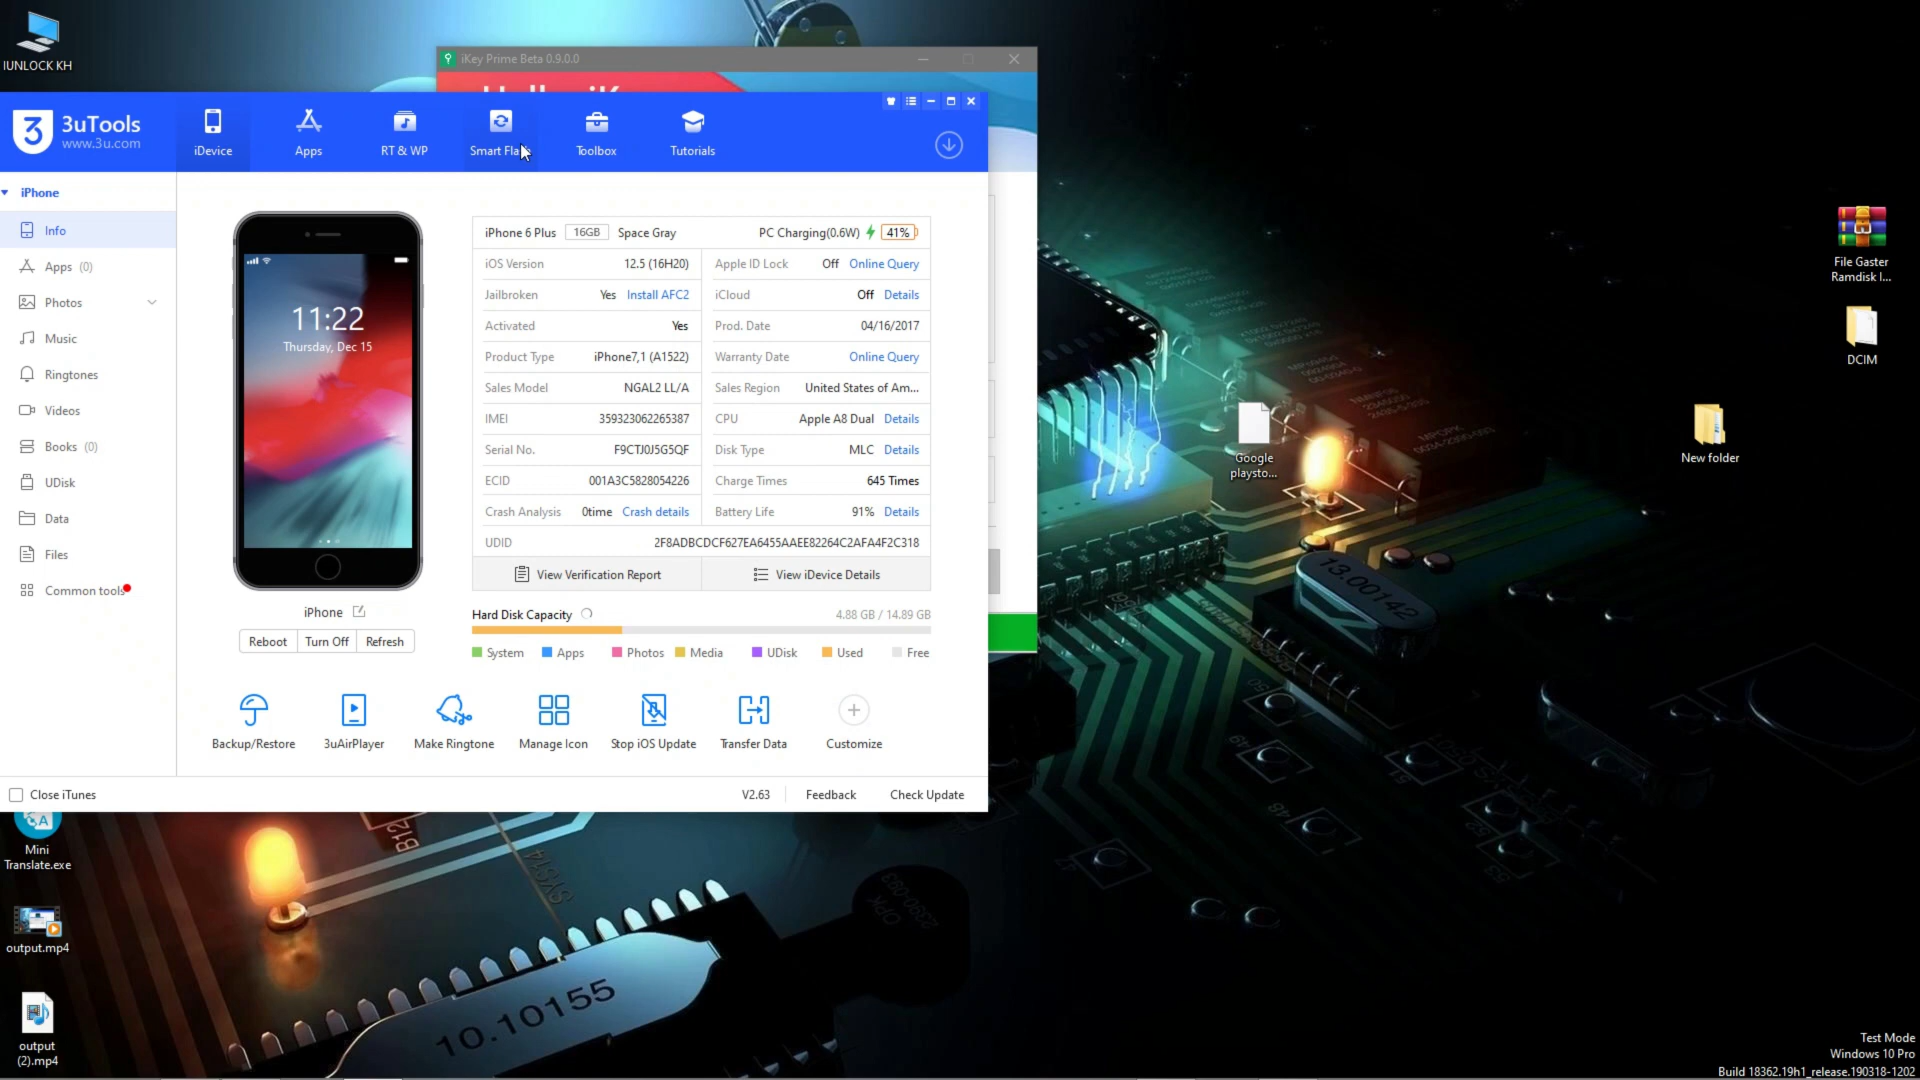 IUNLOCK KH
iKey Prime Beta 0.9.0.0
3uTools
www.3u.com
iDevice
Apps
RT & WP
Toolbox
Tutorials
iPhone
Info
Apps (0)
Photos
Music
Ringtones
Videos
Books (0)
UDisk
Data
Files
Common tools
11:22
Thursday, Dec 15
iPhone
Reboot Turn Off Refresh
iPhone 6 Plus 16GB Space Gray PC Charging(0.6W) 41%
iOS Version 12.5 (16H20) Apple ID Lock Off Online Query
Jailbroken Yes Install AFC2 iCloud Off Details
Activated Yes Prod. Date 04/16/2017
Product Type iPhone7,1 (A1522) Warranty Date Online Query
Sales Model NGAL2 LL/A Sales Region United States of Am...
IMEI 359323062265387 CPU Apple A8 Dual Details
Serial No. F9CTJ0J5G5QF Disk Type MLC Details
ECID 001A3C5828054226 Charge Times 645 Times
Crash Analysis 0time Crash details Battery Life 91% Details
UDID 2F8ADBCDCF627EA6455AAEE82264C2AFA4F2C318
View Verification Report View iDevice Details
Hard Disk Capacity 4.88 GB / 14.89 GB
System Apps Photos Media UDisk Used Free
Backup/Restore 3uAirPlayer Make Ringtone Manage Icon Stop iOS Update Transfer Data Customize
Close iTunes V2.63 Feedback Check Update
File Gaster
Ramdisk I...
DCIM
Google
playsto...
New folder
13.00142
Mini
Translate.exe
output.mp4
output
(2).mp4
10.10155
Test Mode
Windows 10 Pro
Build 18362.19h1_release.190318-1202